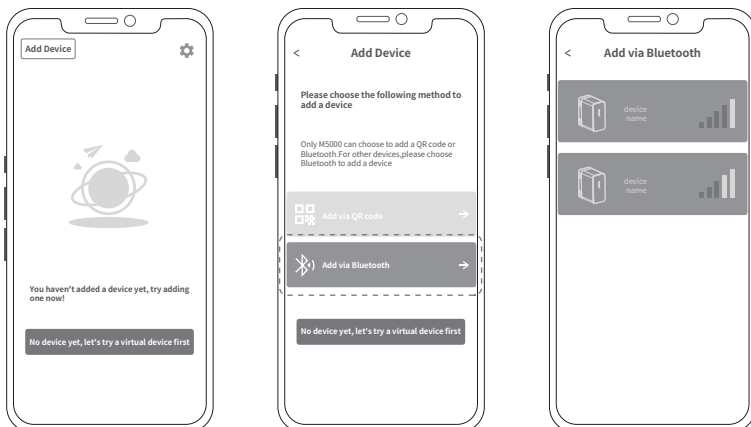 Add Device
You haven't added a device yet, try adding
one now!
No device yet, let's try a virtual device first
<
Add Device
Please choose the following method to
add a device
Only M5000 can choose to add a QR code or
Bluetooth.For other devices,please choose
Bluetooth to add a device
Add via QR code
Add via Bluetooth
No device yet, let's try a virtual device first
<
Add via Bluetooth
device
name
device
name